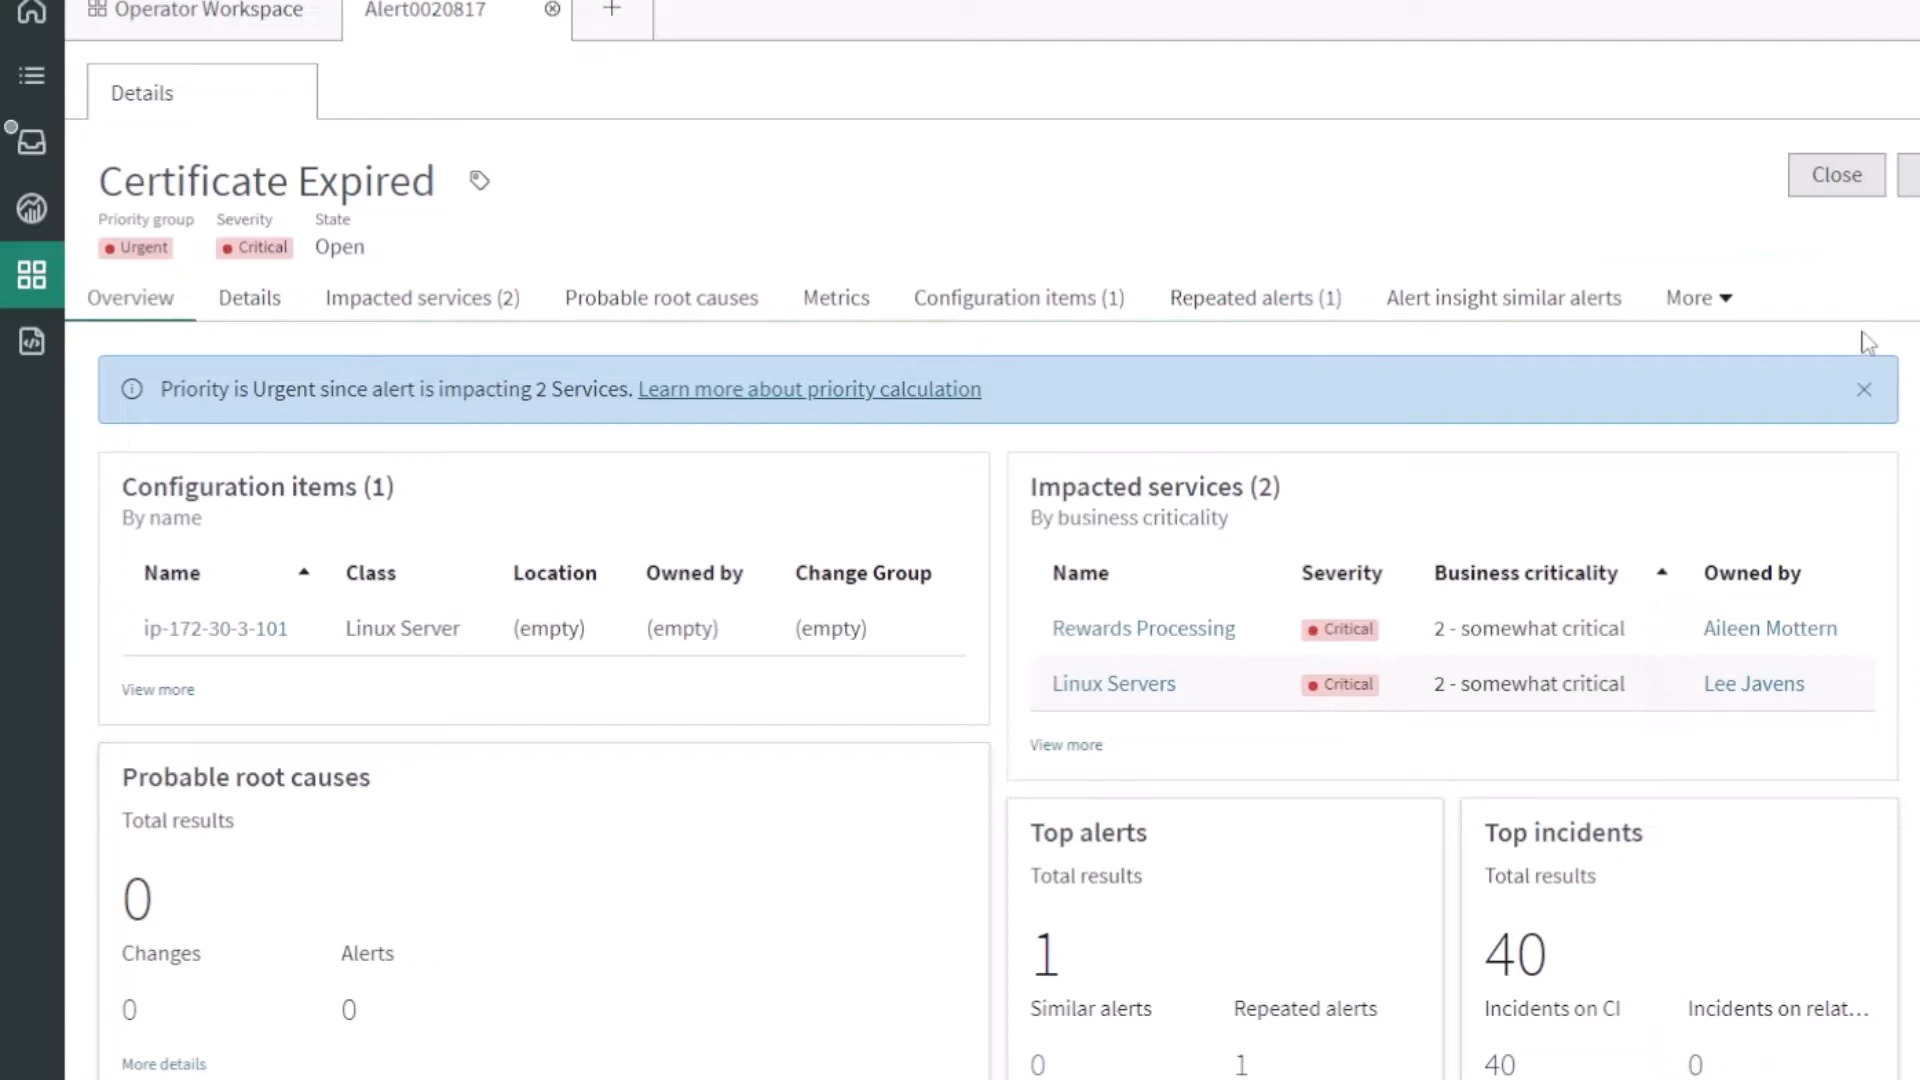 Operator Workspace
Alert0020817
Details
Certificate Expired
Close
Priority group Severity State
Urgent Critical Open
Overview Details Impacted services (2) Probable root causes Metrics Configuration items (1) Repeated alerts (1) Alert insight similar alerts More
Priority is Urgent since alert is impacting 2 Services. Learn more about priority calculation
Configuration items (1)
By name
Name Class Location Owned by Change Group
ip-172-30-3-101 Linux Server (empty) (empty) (empty)
View more
Impacted services (2)
By business criticality
Name Severity Business criticality Owned by
Rewards Processing Critical 2 - somewhat critical Aileen Mottern
Linux Servers Critical 2 - somewhat critical Lee Javens
View more
Probable root causes
Total results
0
Changes Alerts
0 0
More details
Top alerts
Total results
1
Similar alerts Repeated alerts
0 1
Top incidents
Total results
40
Incidents on CI Incidents on relat...
40 0